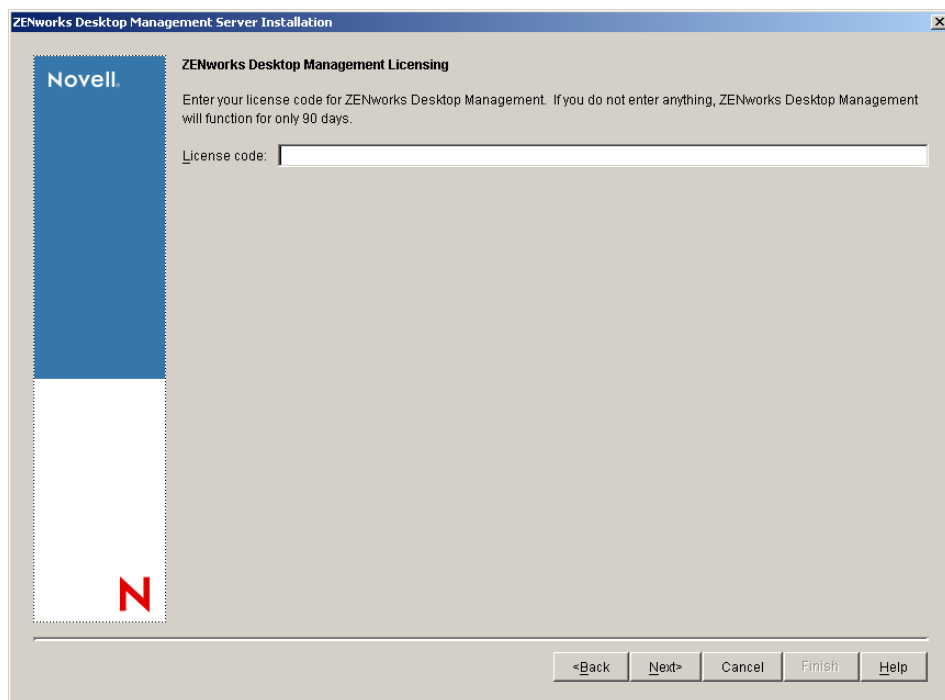 ZENworks Desktop Management Server Installation
Novell.
ZENworks Desktop Management Licensing
Enter your license code for ZENworks Desktop Management. If you do not enter anything, ZENworks Desktop Management
will function for only 90 days.
License code:
N
<Back Next> Cancel Finish Help